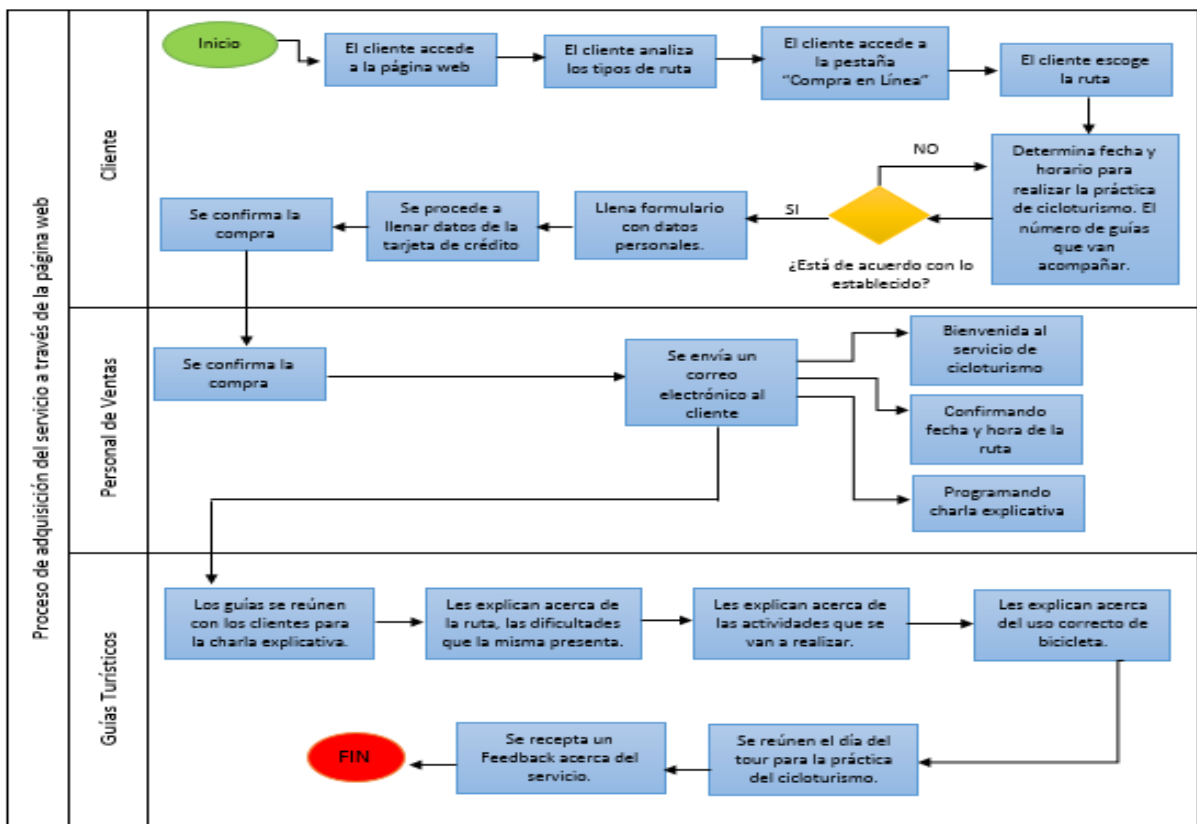 Proceso de adquisición del servicio a través de la página web
Cliente
Inicio
El cliente accede
a la página web
El cliente analiza
los tipos de ruta
El cliente accede a
la pestaña
“Compra en Línea”
El cliente escoge
la ruta
Determina fecha y
horario para
realizar la práctica
de cicloturismo. El
número de guías
que van
acompañar.
NO
SI
¿Está de acuerdo con lo
establecido?
Llena formulario
con datos
personales.
Se procede a
llenar datos de la
tarjeta de crédito
Se confirma la
compra
Personal de Ventas
Se confirma la
compra
Se envía un
correo
electrónico al
cliente
Bienvenida al
servicio de
cicloturismo
Confirmando
fecha y hora de la
ruta
Programando
charla explicativa
Guías Turísticos
Los guías se reúnen
con los clientes para
la charla explicativa.
Les explican acerca de
la ruta, las dificultades
que la misma presenta.
Les explican acerca de
las actividades que se
van a realizar.
Les explican acerca
del uso correcto de
bicicleta.
Se reúnen el día del
tour para la práctica
del cicloturismo.
Se recepta un
Feedback acerca del
servicio.
FIN